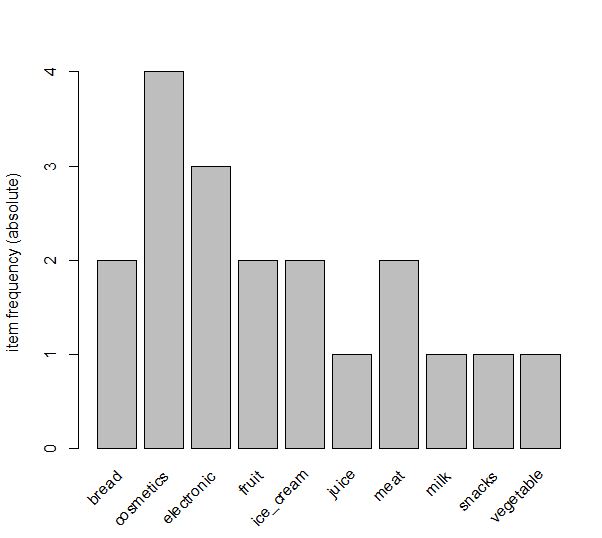 item frequency (absolute)
4
3
2
1
0
bread
cosmetics
electronic
fruit
ice_cream
juice
meat
milk
snacks
vegetable